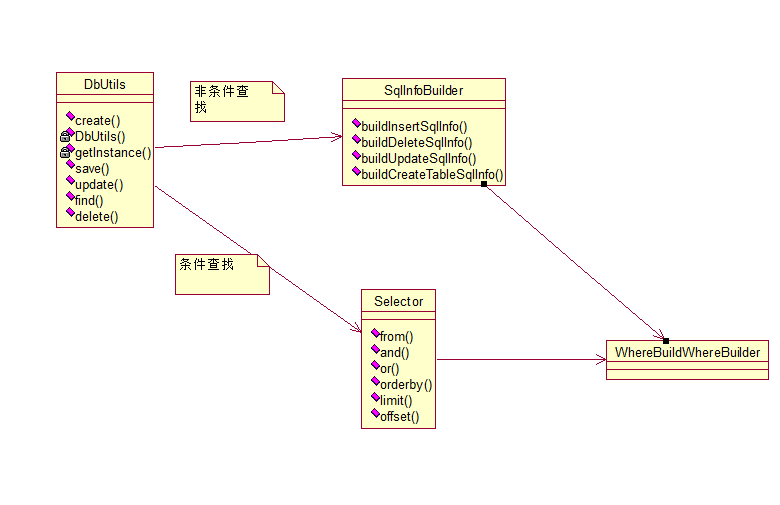 DbUtils
create()
DbUtils()
getInstance()
save()
update()
find()
delete()
非条件查
找
SqlInfoBuilder
buildInsertSqlInfo()
buildDeleteSqlInfo()
buildUpdateSqlInfo()
buildCreateTableSqlInfo()
条件查找
Selector
from()
and()
or()
orderby()
limit()
offset()
WhereBuildWhereBuilder